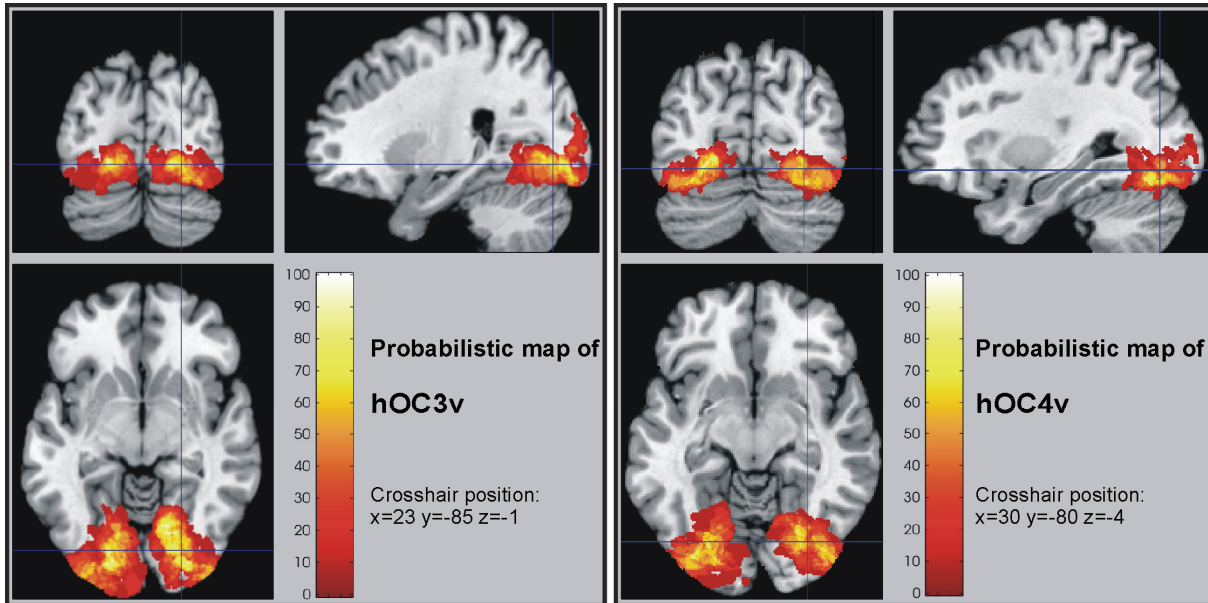 100
90
80
70
60
50
40
30
20
10
0
Probabilistic map of
hOC3v
Crosshair position:
x=23 y=-85 z=-1
100
90
80
70
60
50
40
30
20
10
0
Probabilistic map of
hOC4v
Crosshair position:
x=30 y=-80 z=-4